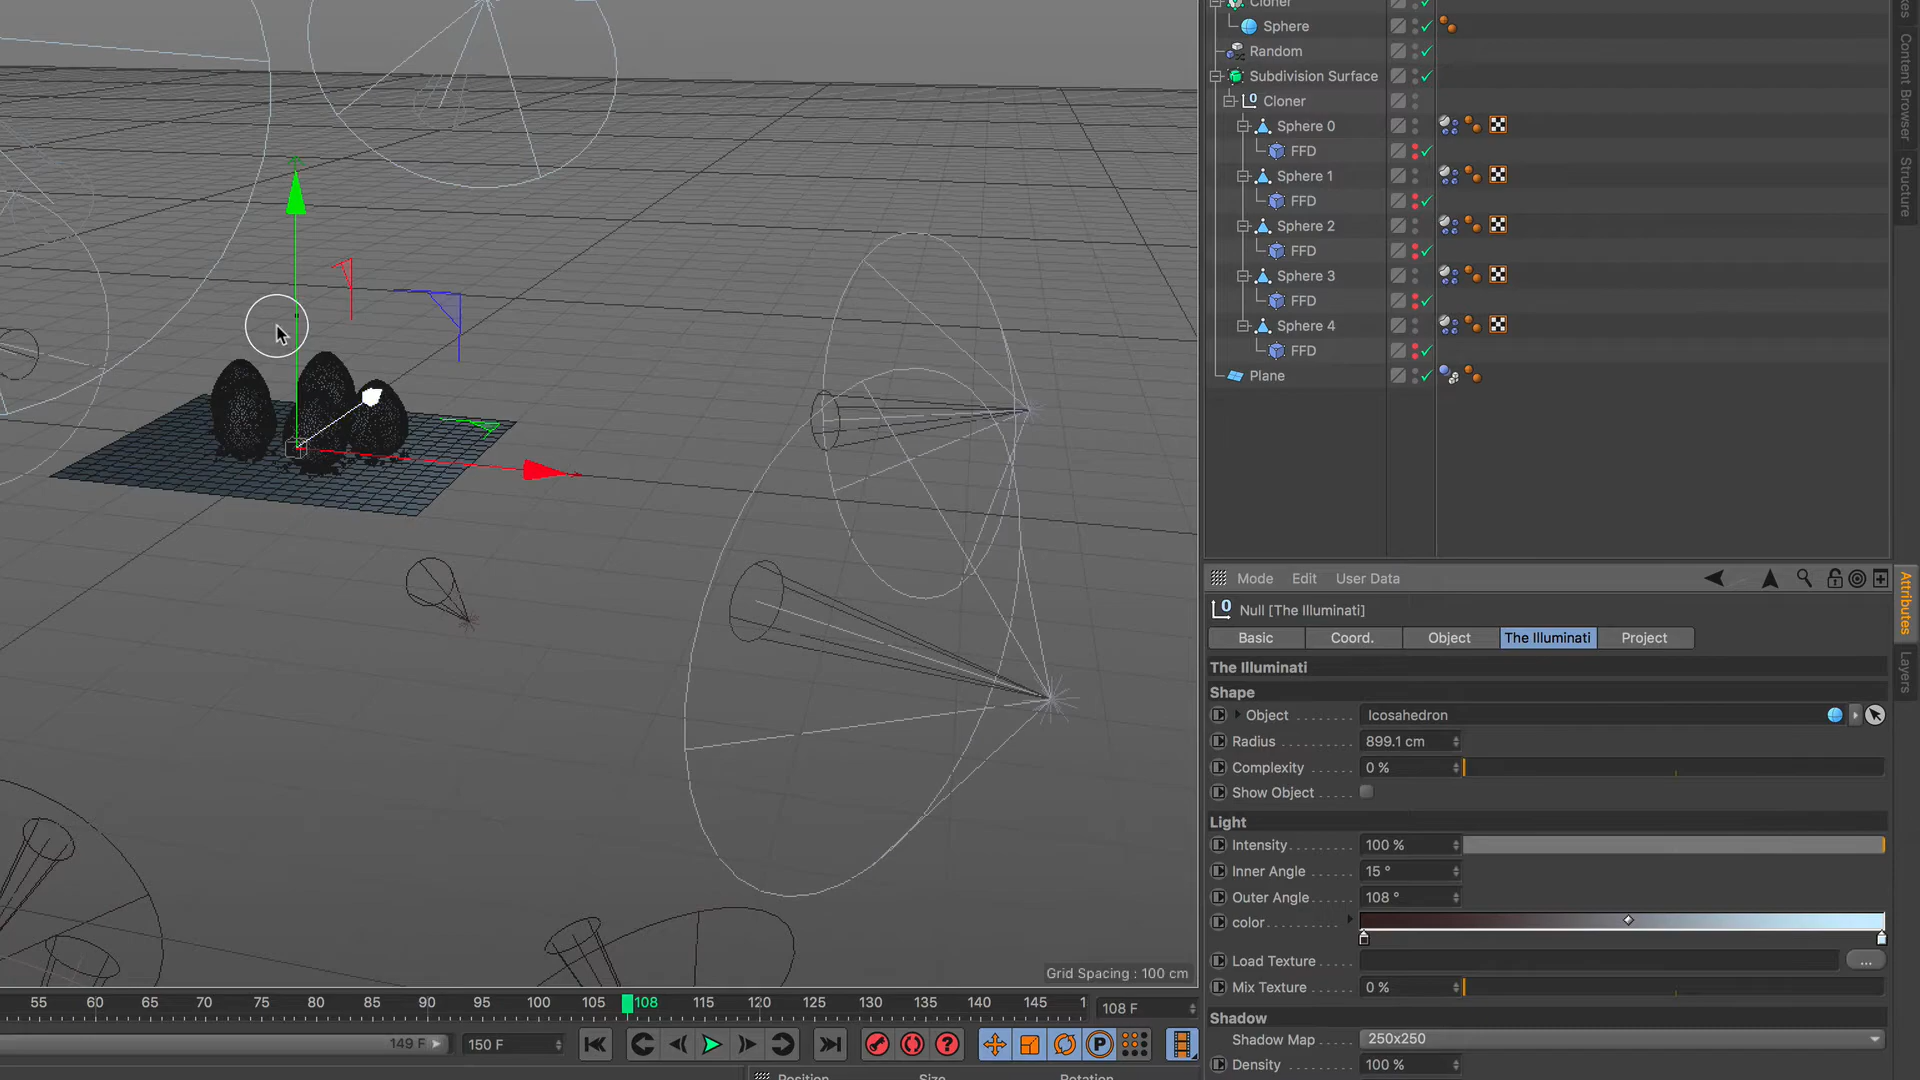 Cloner
Sphere
Random
Subdivision Surface
Cloner
Sphere 0
FFD
Sphere 1
FFD
Sphere 2
FFD
Sphere 3
FFD
Sphere 4
FFD
Plane
Content Browser
Structure
Attributes
Layers
Mode Edit User Data
Null [The Illuminati]
Basic Coord. Object The Illuminati Project
The Illuminati
Shape
Object Icosahedron
Radius 899.1 cm
Complexity 0 %
Show Object
Light
Intensity 100 %
Inner Angle 15 °
Outer Angle 108 °
color
Load Texture ...
Mix Texture 0 %
Shadow
Shadow Map 250x250
Density 100 %
Grid Spacing : 100 cm
55 60 65 70 75 80 85 90 95 100 105 108 115 120 125 130 135 140 145 1 108 F
149 F 150 F
P
Position Size Rotation